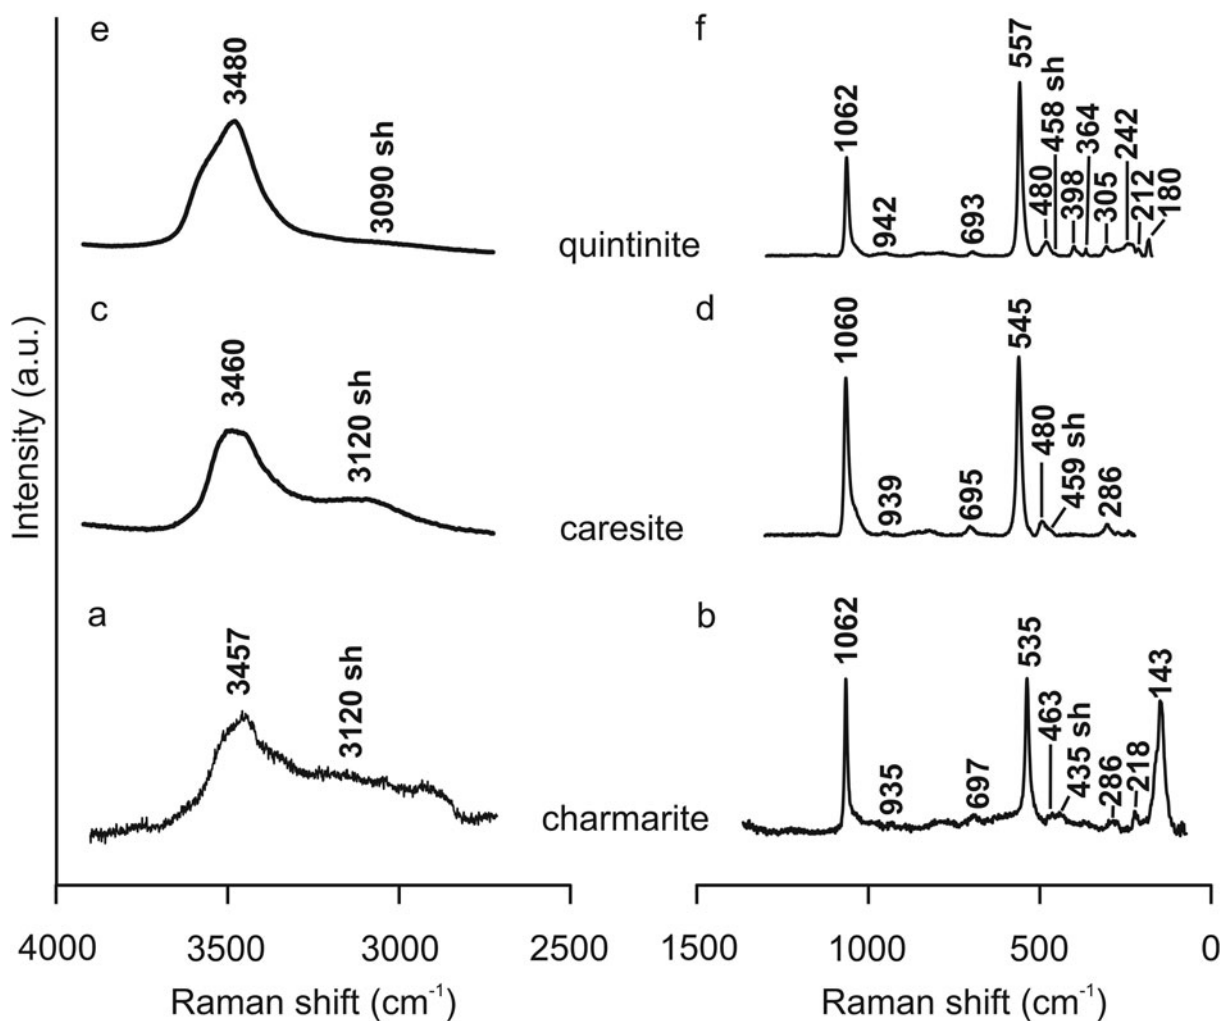 e
3480
3090 sh
f
1062
942
693
557
480
458 sh
398
364
305
242
212
180
quintinite
c
3460
3120 sh
d
1060
939
695
545
480
459 sh
286
caresite
a
3457
3120 sh
b
1062
935
697
535
463
435 sh
286
218
143
charmarite
Intensity (a.u.)
4000 3500 3000 2500
1500 1000 500 0
Raman shift (cm⁻¹)
Raman shift (cm⁻¹)